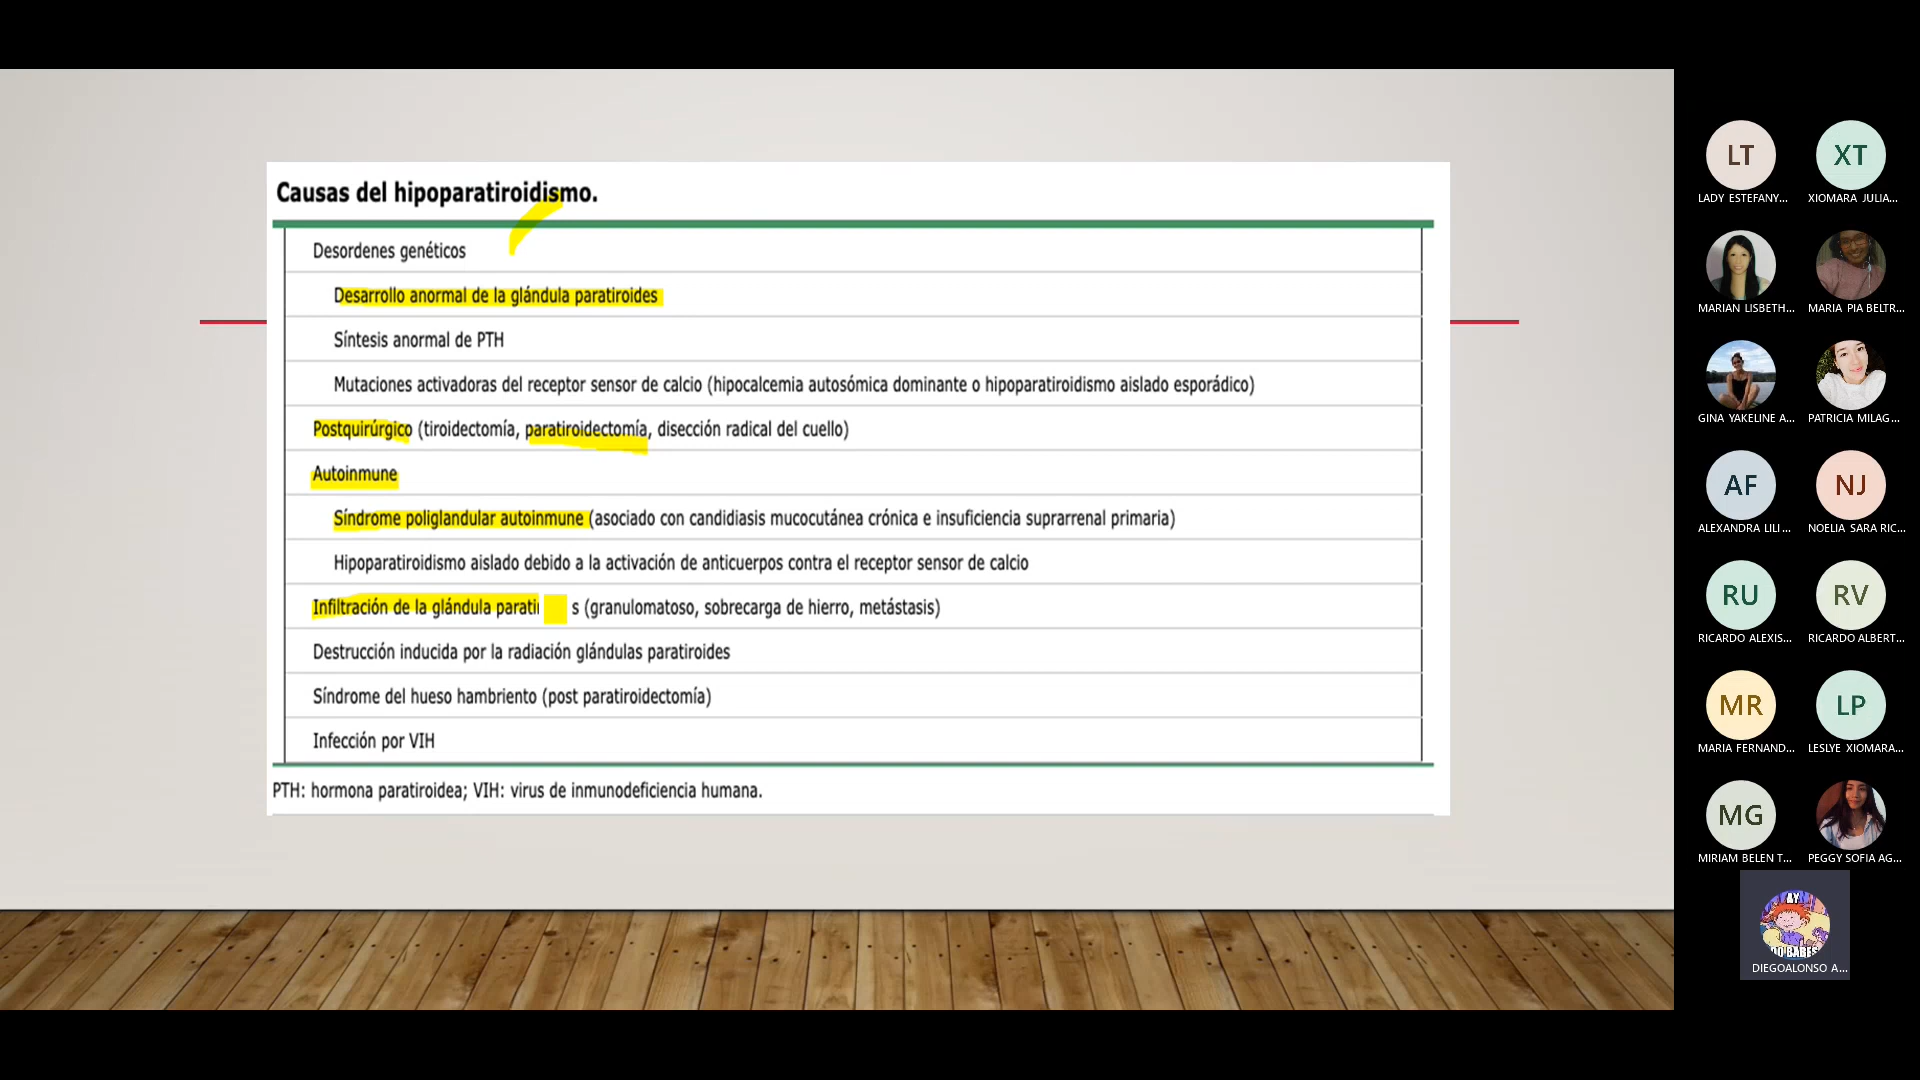 Causas del hipoparatiroidismo.
Desordenes genéticos
Desarrollo anormal de la glándula paratiroides
Síntesis anormal de PTH
Mutaciones activadoras del receptor sensor de calcio (hipocalcemia autosómica dominante o hipoparatiroidismo aislado esporádico)
Postquirúrgico (tiroidectomía, paratiroidectomía, disección radical del cuello)
Autoinmune
Síndrome poliglandular autoinmune (asociado con candidiasis mucocutánea crónica e insuficiencia suprarrenal primaria)
Hipoparatiroidismo aislado debido a la activación de anticuerpos contra el receptor sensor de calcio
Infiltración de la glándula parati s (granulomatoso, sobrecarga de hierro, metástasis)
Destrucción inducida por la radiación glándulas paratiroides
Síndrome del hueso hambriento (post paratiroidectomía)
Infección por VIH
PTH: hormona paratiroidea; VIH: virus de inmunodeficiencia humana.
LT XT
LADY ESTEFANY... XIOMARA JULIA...
MARIAN LISBETH... MARIA PIA BELTR...
GINA YAKELINE A... PATRICIA MILAG...
AF NJ
ALEXANDRA LILI... NOELIA SARA RIC...
RU RV
RICARDO ALEXIS... RICARDO ALBERT...
MR LP
MARIA FERNAND... LESLYE XIOMARA...
MG
MIRIAM BELEN T... PEGGY SOFIA AG...
AY
DIEGOALONSO A...